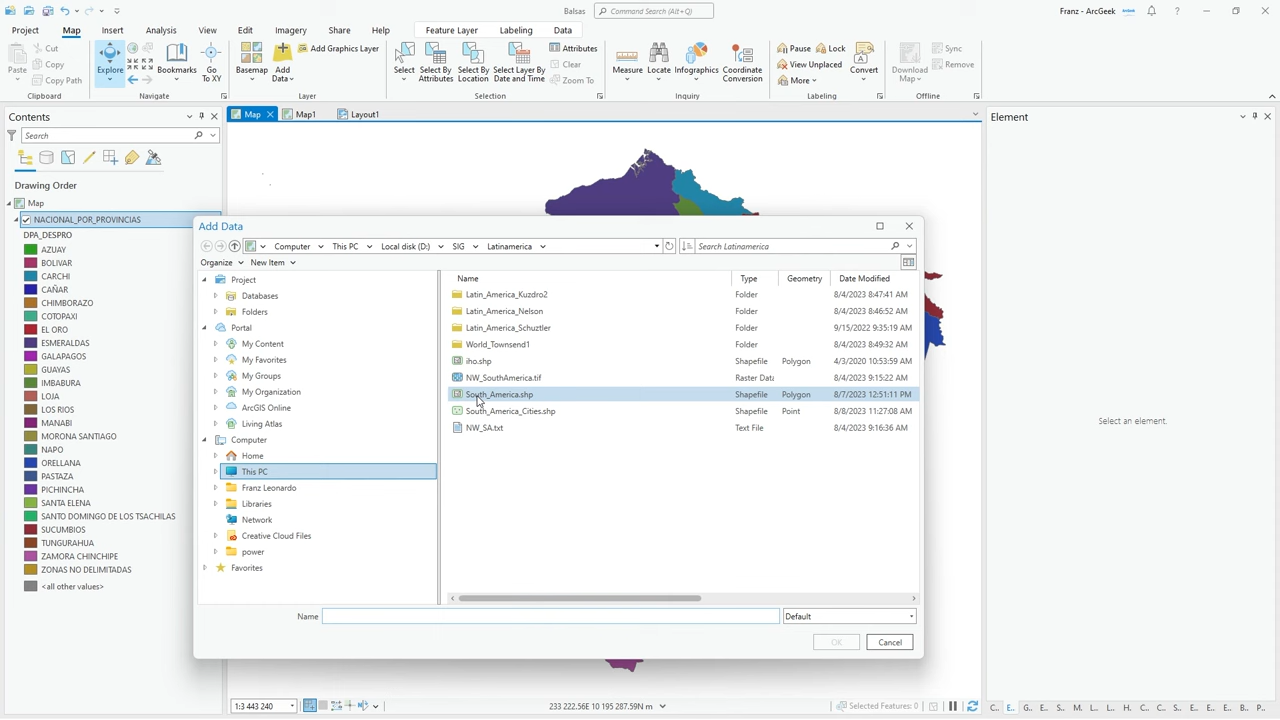 Balsas
Command Search (Alt+Q)
Franz - ArcGeek
ArcGeek
Project
Map
Insert
Analysis
View
Edit
Imagery
Share
Help
Feature Layer
Labeling
Data
Paste
Cut
Copy
Copy Path
Clipboard
Explore
Bookmarks
Go
To XY
Navigate
Basemap
Add
Data
Add Graphics Layer
Layer
Select
Select By
Attributes
Select By
Location
Select Layer By
Date and Time
Attributes
Clear
Zoom To
Selection
Measure
Locate
Infographics
Coordinate
Conversion
Inquiry
Pause
Lock
View Unplaced
More
Convert
Labeling
Download
Map
Sync
Remove
Offline
Contents
Search
Drawing Order
Map
NACIONAL_POR_PROVINCIAS
DPA_DESPRO
AZUAY
BOLIVAR
CARCHI
CAÑAR
CHIMBORAZO
COTOPAXI
EL ORO
ESMERALDAS
GALAPAGOS
GUAYAS
IMBABURA
LOJA
LOS RIOS
MANABI
MORONA SANTIAGO
NAPO
ORELLANA
PASTAZA
PICHINCHA
SANTA ELENA
SANTO DOMINGO DE LOS TSACHILAS
SUCUMBIOS
TUNGURAHUA
ZAMORA CHINCHIPE
ZONAS NO DELIMITADAS
<all other values>
Map
Map1
Layout1
Add Data
Computer
This PC
Local disk (D:)
SIG
Latinamerica
Search Latinamerica
Organize
New Item
Project
Databases
Folders
Portal
My Content
My Favorites
My Groups
My Organization
ArcGIS Online
Living Atlas
Computer
Home
This PC
Franz Leonardo
Libraries
Network
Creative Cloud Files
power
Favorites
Name Type Geometry Date Modified
Latin_America_Kuzdro2 Folder 8/4/2023 8:47:41 AM
Latin_America_Nelson Folder 8/4/2023 8:46:52 AM
Latin_America_Schuztler Folder 9/15/2022 9:35:19 AM
World_Townsend1 Folder 8/4/2023 8:49:32 AM
iho.shp Shapefile Polygon 4/3/2020 10:53:59 AM
NW_SouthAmerica.tif Raster Data 8/4/2023 9:15:22 AM
South_America.shp Shapefile Polygon 8/7/2023 12:51:11 PM
South_America_Cities.shp Shapefile Point 8/8/2023 11:27:08 AM
NW_SA.txt Text File 8/4/2023 9:16:36 AM
Name
Default
OK
Cancel
Element
Select an element.
1:3 443 240
233 222.56E 10 195 287.59N m
Selected Features: 0
C..
E..
G..
E..
S..
M..
L..
L..
H..
C..
C..
S..
E..
E..
E..
B..
P..